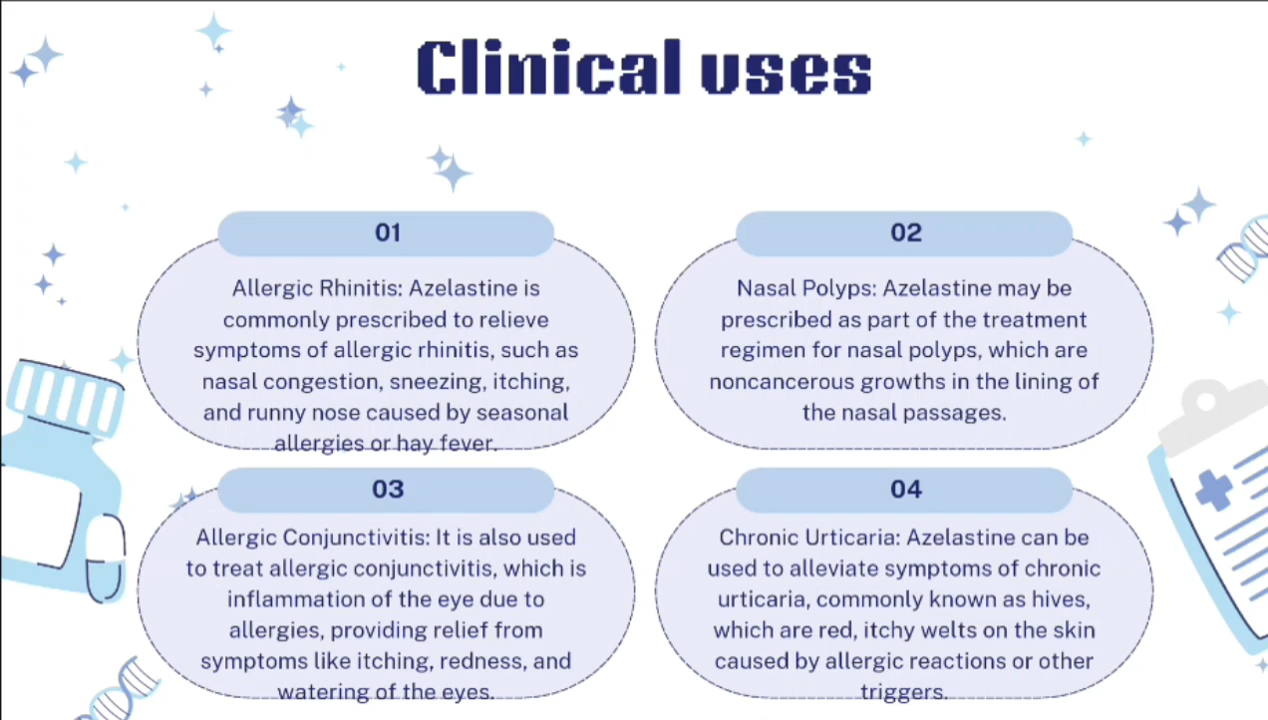 Clinical uses
01
Allergic Rhinitis: Azelastine is
commonly prescribed to relieve
symptoms of allergic rhinitis, such as
nasal congestion, sneezing, itching,
and runny nose caused by seasonal
allergies or hay fever.
02
Nasal Polyps: Azelastine may be
prescribed as part of the treatment
regimen for nasal polyps, which are
noncancerous growths in the lining of
the nasal passages.
03
Allergic Conjunctivitis: It is also used
to treat allergic conjunctivitis, which is
inflammation of the eye due to
allergies, providing relief from
symptoms like itching, redness, and
watering of the eyes.
04
Chronic Urticaria: Azelastine can be
used to alleviate symptoms of chronic
urticaria, commonly known as hives,
which are red, itchy welts on the skin
caused by allergic reactions or other
triggers.